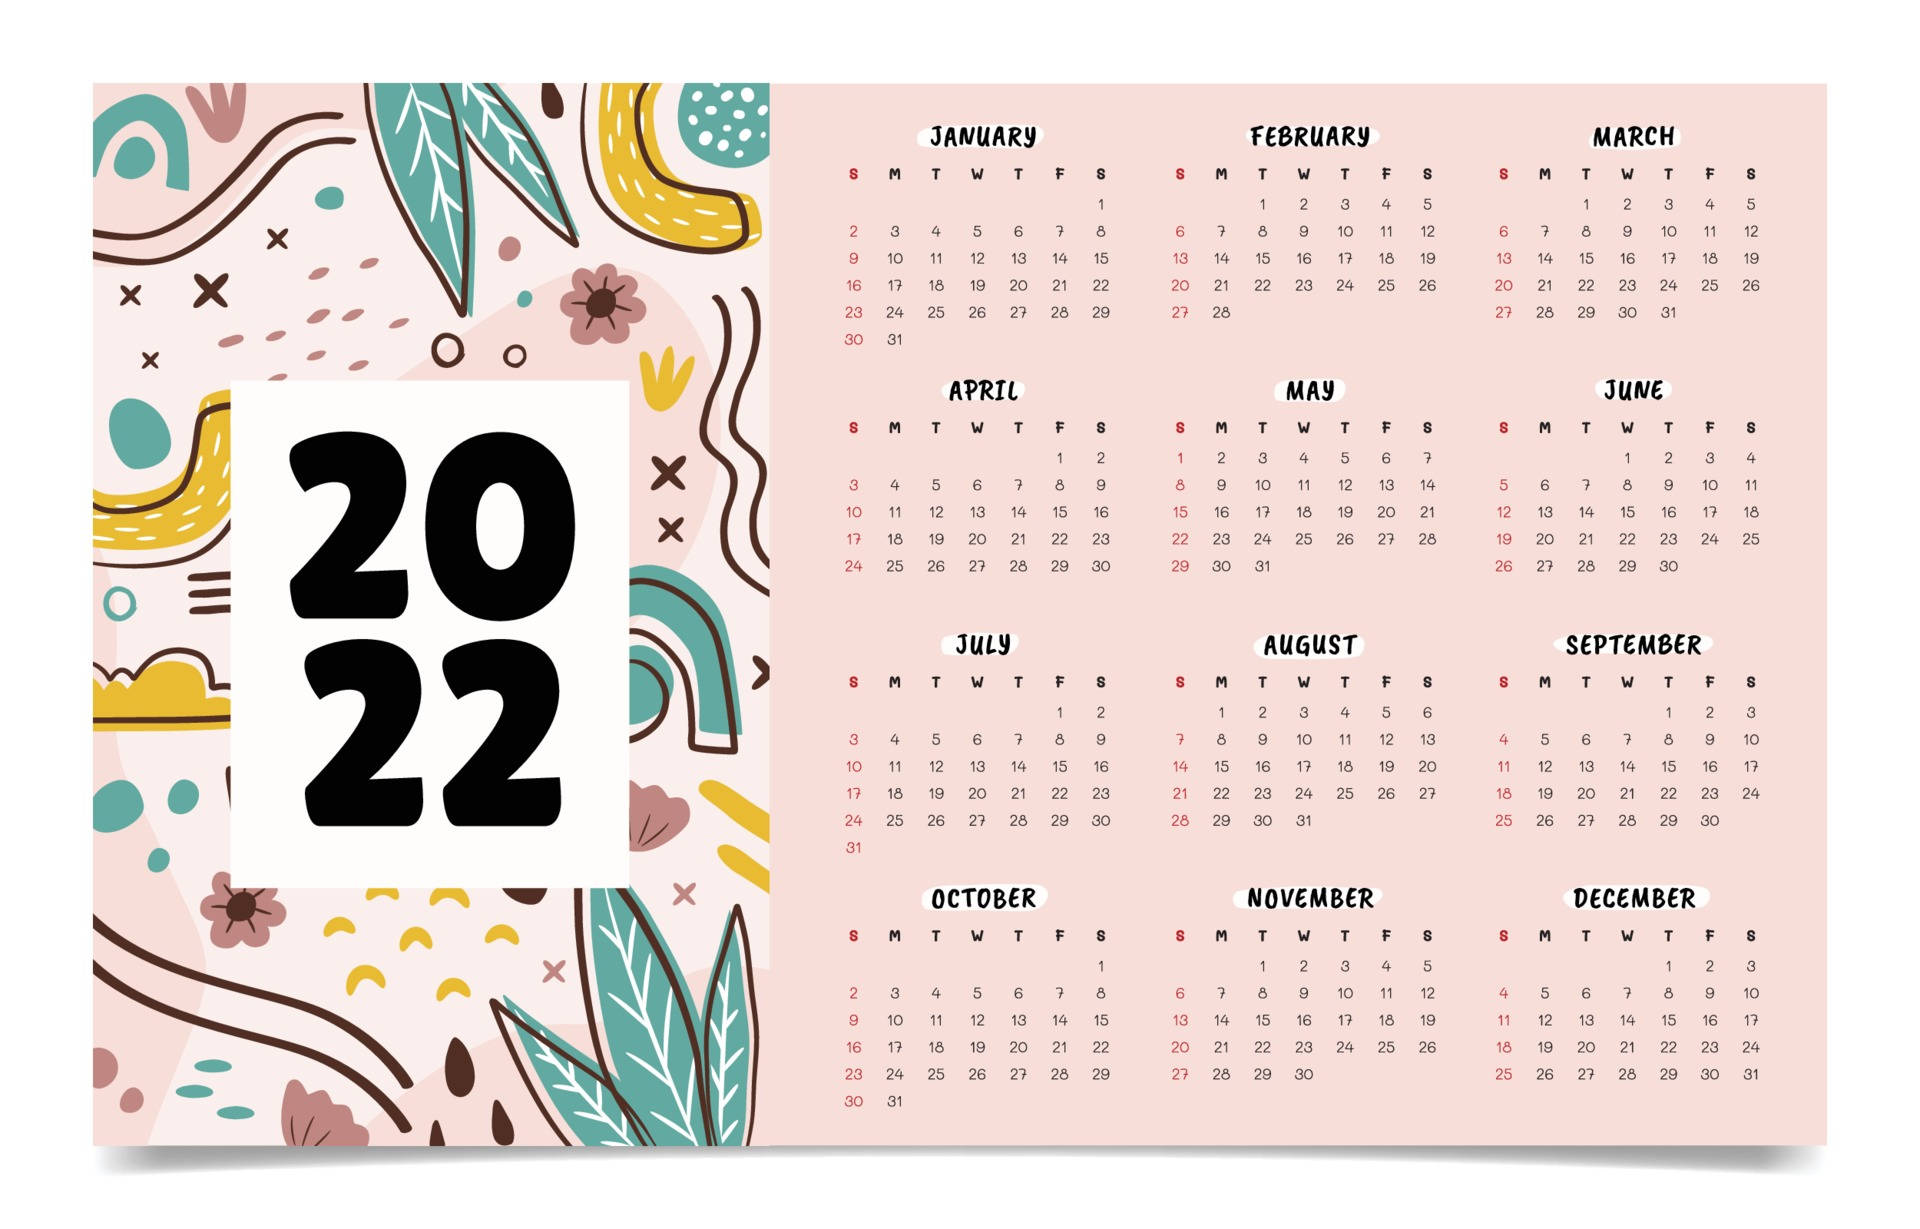 20
22
JANUARY
S M T W T F S
1
2 3 4 5 6 7 8
9 10 11 12 13 14 15
16 17 18 19 20 21 22
23 24 25 26 27 28 29
30 31
FEBRUARY
S M T W T F S
1 2 3 4 5
6 7 8 9 10 11 12
13 14 15 16 17 18 19
20 21 22 23 24 25 26
27 28
MARCH
S M T W T F S
1 2 3 4 5
6 7 8 9 10 11 12
13 14 15 16 17 18 19
20 21 22 23 24 25 26
27 28 29 30 31
APRIL
S M T W T F S
1 2
3 4 5 6 7 8 9
10 11 12 13 14 15 16
17 18 19 20 21 22 23
24 25 26 27 28 29 30
MAY
S M T W T F S
1 2 3 4 5 6 7
8 9 10 11 12 13 14
15 16 17 18 19 20 21
22 23 24 25 26 27 28
29 30 31
JUNE
S M T W T F S
1 2 3 4
5 6 7 8 9 10 11
12 13 14 15 16 17 18
19 20 21 22 23 24 25
26 27 28 29 30
JULY
S M T W T F S
1 2
3 4 5 6 7 8 9
10 11 12 13 14 15 16
17 18 19 20 21 22 23
24 25 26 27 28 29 30
31
AUGUST
S M T W T F S
1 2 3 4 5 6
7 8 9 10 11 12 13
14 15 16 17 18 19 20
21 22 23 24 25 26 27
28 29 30 31
SEPTEMBER
S M T W T F S
1 2 3
4 5 6 7 8 9 10
11 12 13 14 15 16 17
18 19 20 21 22 23 24
25 26 27 28 29 30
OCTOBER
S M T W T F S
1
2 3 4 5 6 7 8
9 10 11 12 13 14 15
16 17 18 19 20 21 22
23 24 25 26 27 28 29
30 31
NOVEMBER
S M T W T F S
1 2 3 4 5
6 7 8 9 10 11 12
13 14 15 16 17 18 19
20 21 22 23 24 25 26
27 28 29 30
DECEMBER
S M T W T F S
1 2 3
4 5 6 7 8 9 10
11 12 13 14 15 16 17
18 19 20 21 22 23 24
25 26 27 28 29 30 31